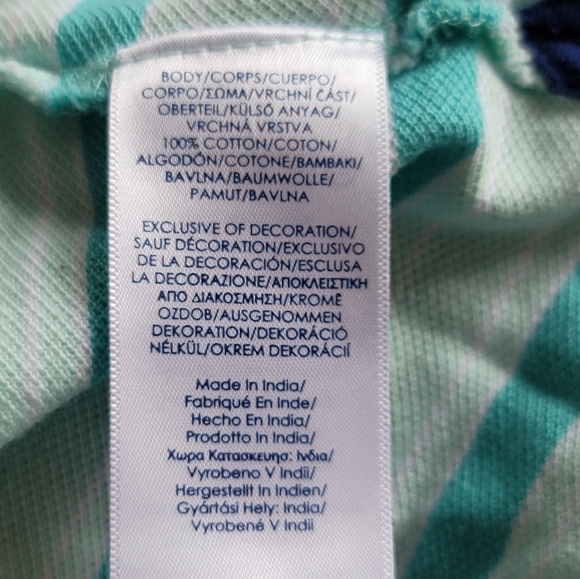 BODY/CORPS/CUERPO/
CORPO/ΣΩΜΑ/VRCHNÍ ČÁST/
OBERTEIL/KÜLSŐ ANYAG/
VRCHNÁ VRSTVA
100% COTTON/COTON/
ALGODÓN/COTONE/ΒΑΜΒΑΚΙ/
BAVLNA/BAUMWOLLE/
PAMUT/BAVLNA
EXCLUSIVE OF DECORATION/
SAUF DÉCORATION/EXCLUSIVO
DE LA DECORACIÓN/ESCLUSA
LA DECORAZIONE/ΑΠΟΚΛΕΙΣΤΙΚΗ
ΑΠΟ ΔΙΑΚΟΣΜΗΣΗ/KROMĚ
OZDOB/AUSGENOMMEN
DEKORATION/DEKORÁCIÓ
NÉLKÜL/OKREM DEKORÁCIÍ
Made In India/
Fabriqué En Inde/
Hecho En India/
Prodotto In India/
Χωρα Κατασκευησ: Ινδια/
Vyrobeno V Indii/
Hergestellt In Indien/
Gyártási Hely: India/
Vyrobené V Indii